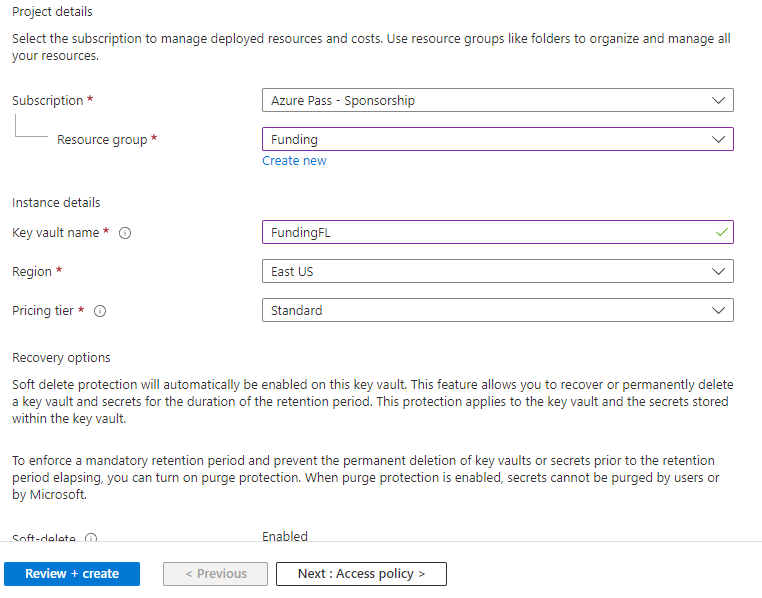 Project details
Select the subscription to manage deployed resources and costs. Use resource groups like folders to organize and manage all
your resources.
Subscription *
Azure Pass - Sponsorship
Resource group *
Funding
Create new
Instance details
Key vault name *
FundingFL
Region *
East US
Pricing tier *
Standard
Recovery options
Soft delete protection will automatically be enabled on this key vault. This feature allows you to recover or permanently delete
a key vault and secrets for the duration of the retention period. This protection applies to the key vault and the secrets stored
within the key vault.
To enforce a mandatory retention period and prevent the permanent deletion of key vaults or secrets prior to the retention
period elapsing, you can turn on purge protection. When purge protection is enabled, secrets cannot be purged by users or
by Microsoft.
Soft-delete
Enabled
Review + create
< Previous
Next : Access policy >